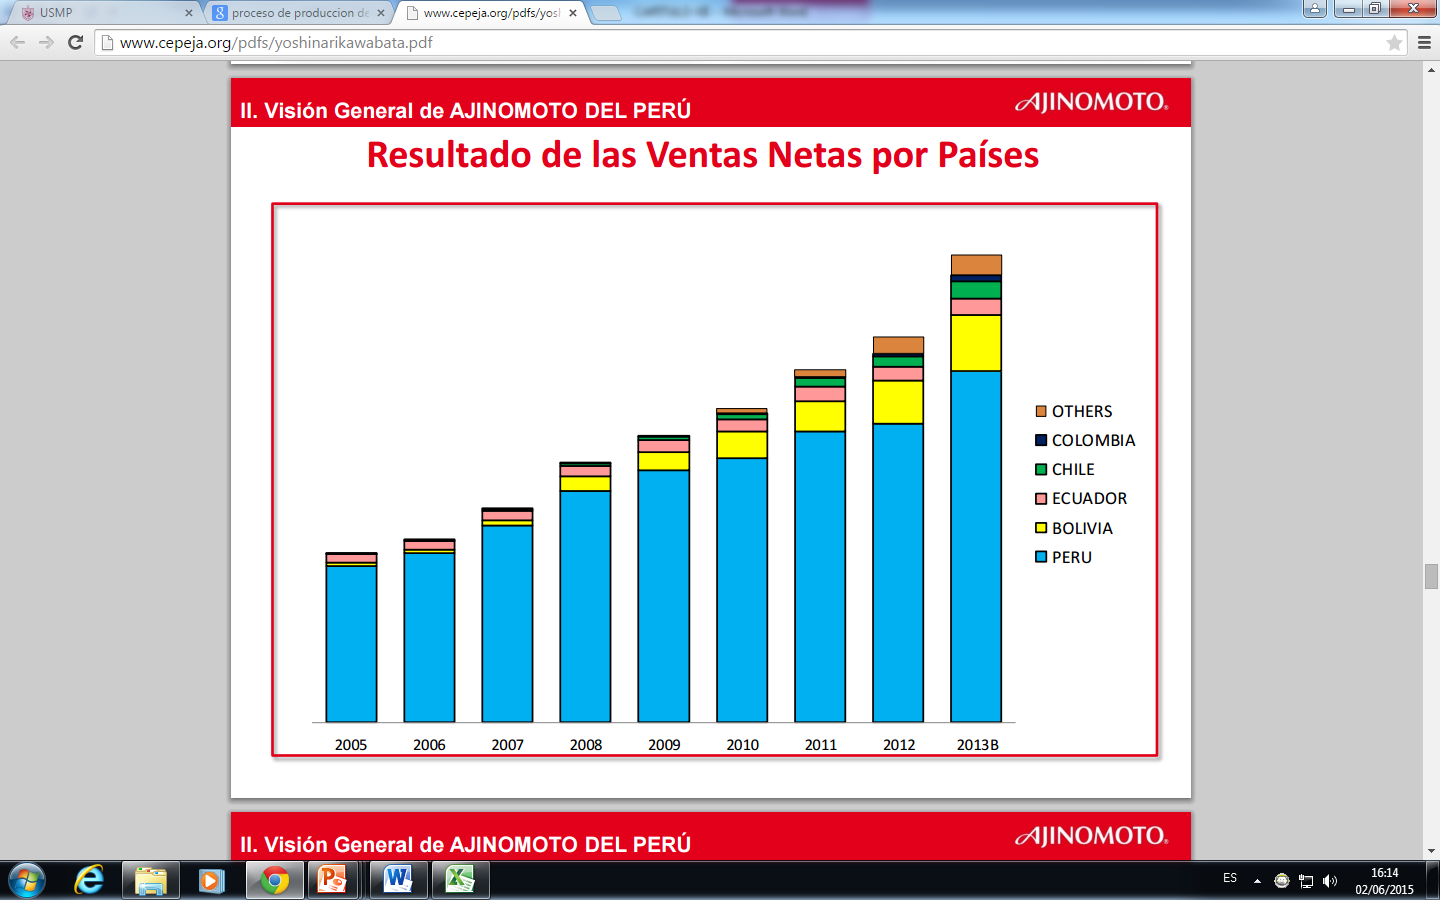 USMP
proceso de produccion de
www.cepeja.org/pdfs/yosh
www.cepeja.org/pdfs/yoshinarikawabata.pdf
II. Visión General de AJINOMOTO DEL PERÚ
AJINOMOTO®
Resultado de las Ventas Netas por Países
OTHERS
COLOMBIA
CHILE
ECUADOR
BOLIVIA
PERU
2005 2006 2007 2008 2009 2010 2011 2012 2013B
II. Visión General de AJINOMOTO DEL PERÚ
AJINOMOTO®
ES
16:14
02/06/2015